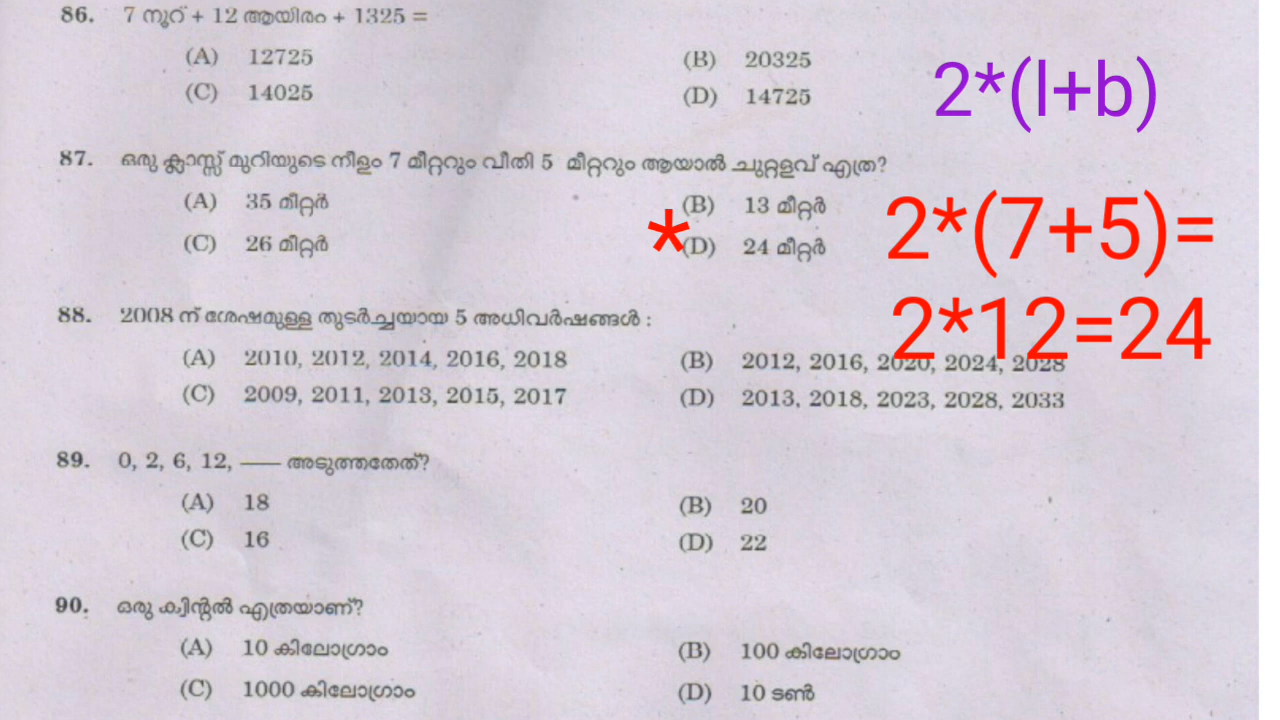 86. 7 നൂറ് + 12 ആയിരം + 1325 =
(A) 12725 (B) 20325
(C) 14025 (D) 14725
2*(l+b)
87. ഒരു ക്ലാസ്സ് മുറിയുടെ നീളം 7 മീറ്ററും വീതി 5 മീറ്ററും ആയാൽ ചുറ്റളവ് എത്ര?
(A) 35 മീറ്റർ (B) 13 മീറ്റർ
(C) 26 മീറ്റർ * (D) 24 മീറ്റർ
2*(7+5)=
2*12=24
88. 2008 ന് ശേഷമുള്ള തുടർച്ചയായ 5 അധിവർഷങ്ങൾ :
(A) 2010, 2012, 2014, 2016, 2018 (B) 2012, 2016, 2020, 2024, 2028
(C) 2009, 2011, 2013, 2015, 2017 (D) 2013, 2018, 2023, 2028, 2033
89. 0, 2, 6, 12, —— അടുത്തതേത്?
(A) 18 (B) 20
(C) 16 (D) 22
90. ഒരു ക്വിന്റൽ എത്രയാണ്?
(A) 10 കിലോഗ്രാം (B) 100 കിലോഗ്രാം
(C) 1000 കിലോഗ്രാം (D) 10 ടൺ